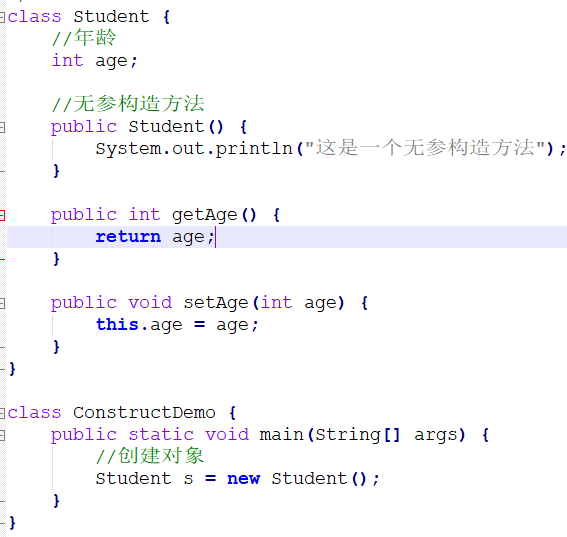 class Student {
//年龄
int age;
//无参构造方法
public Student() {
System.out.println("这是一个无参构造方法");
}
public int getAge() {
return age;
}
public void setAge(int age) {
this.age = age;
}
}
class ConstructDemo {
public static void main(String[] args) {
//创建对象
Student s = new Student();
}
}